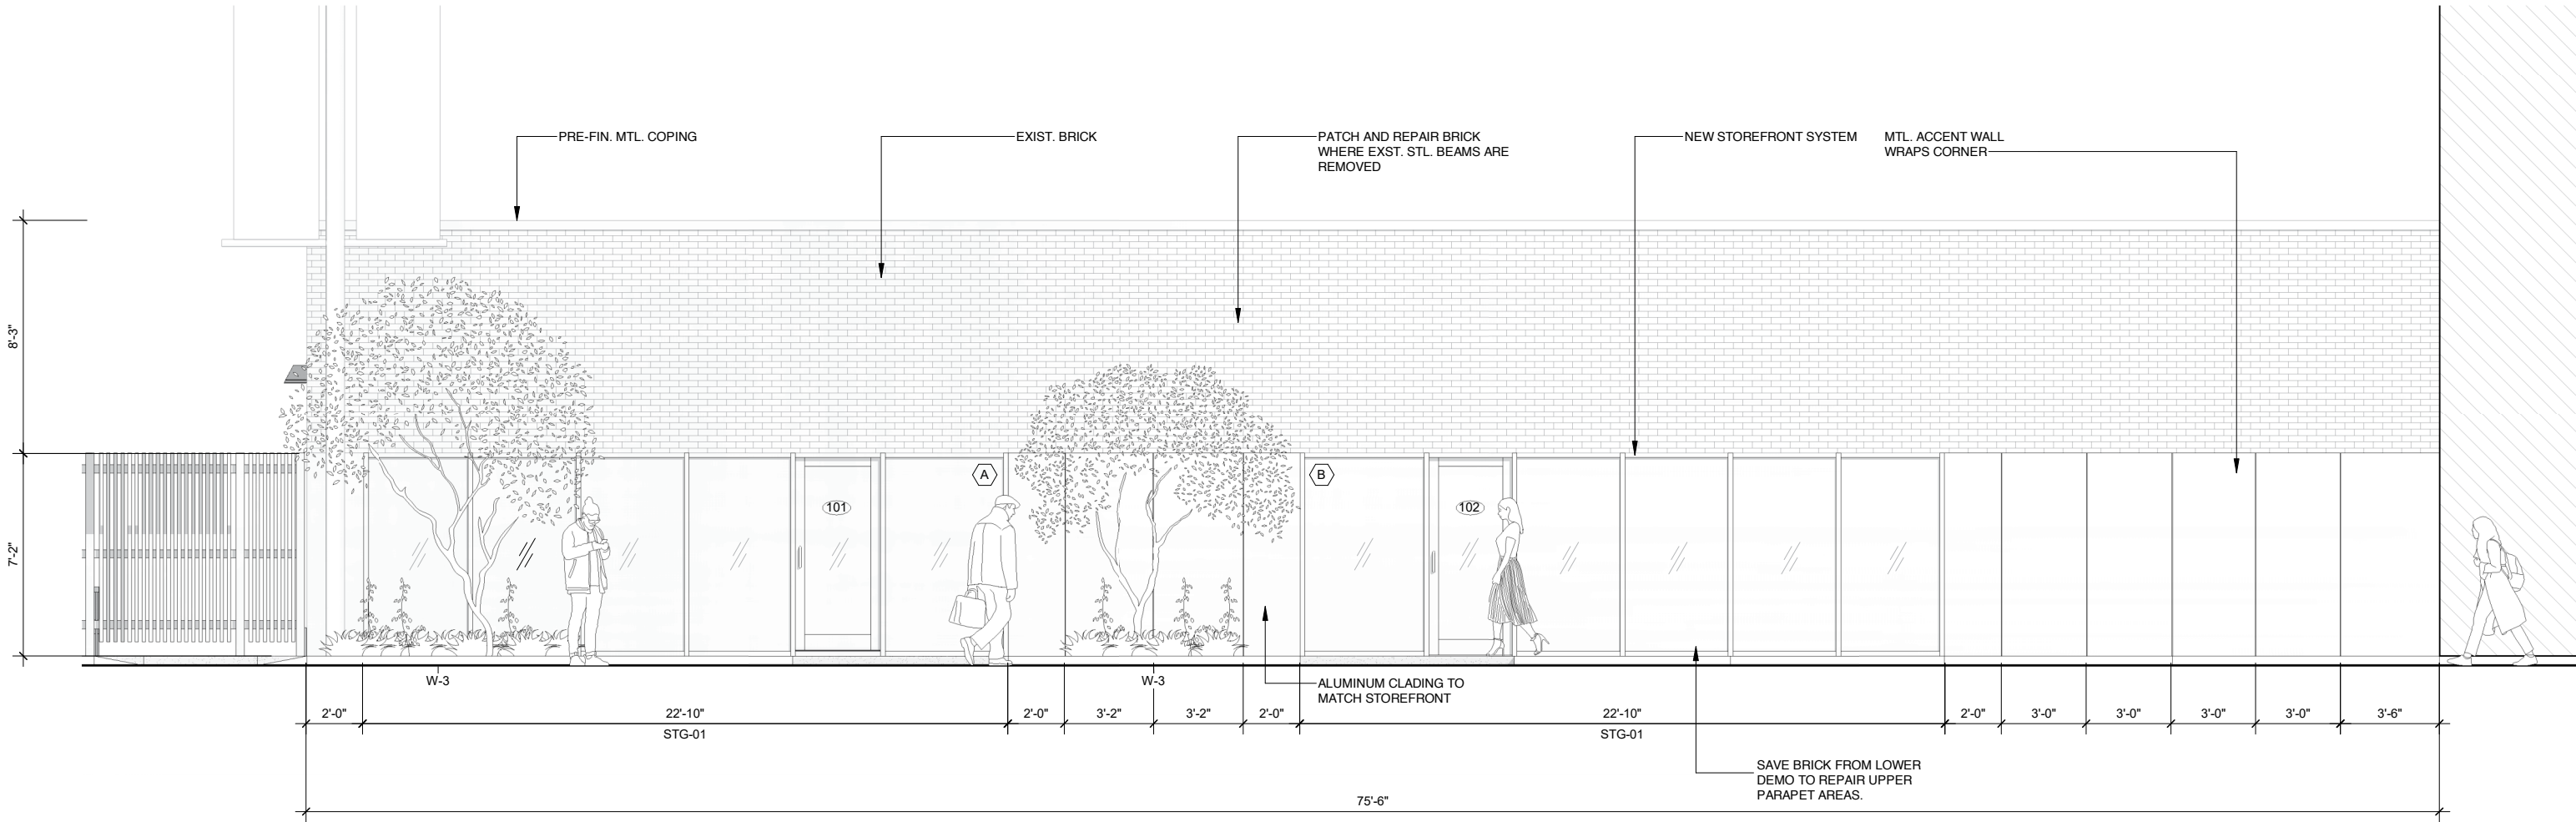 PRE-FIN. MTL. COPING
EXIST. BRICK
PATCH AND REPAIR BRICK
WHERE EXST. STL. BEAMS ARE
REMOVED
NEW STOREFRONT SYSTEM
MTL. ACCENT WALL
WRAPS CORNER
8'-3"
7'-2"
101
A
B
102
W-3
W-3
ALUMINUM CLADING TO
MATCH STOREFRONT
2'-0"
22'-10"
2'-0"
3'-2"
3'-2"
2'-0"
22'-10"
2'-0"
3'-0"
3'-0"
3'-0"
3'-0"
3'-6"
STG-01
STG-01
SAVE BRICK FROM LOWER
DEMO TO REPAIR UPPER
PARAPET AREAS.
75'-6"